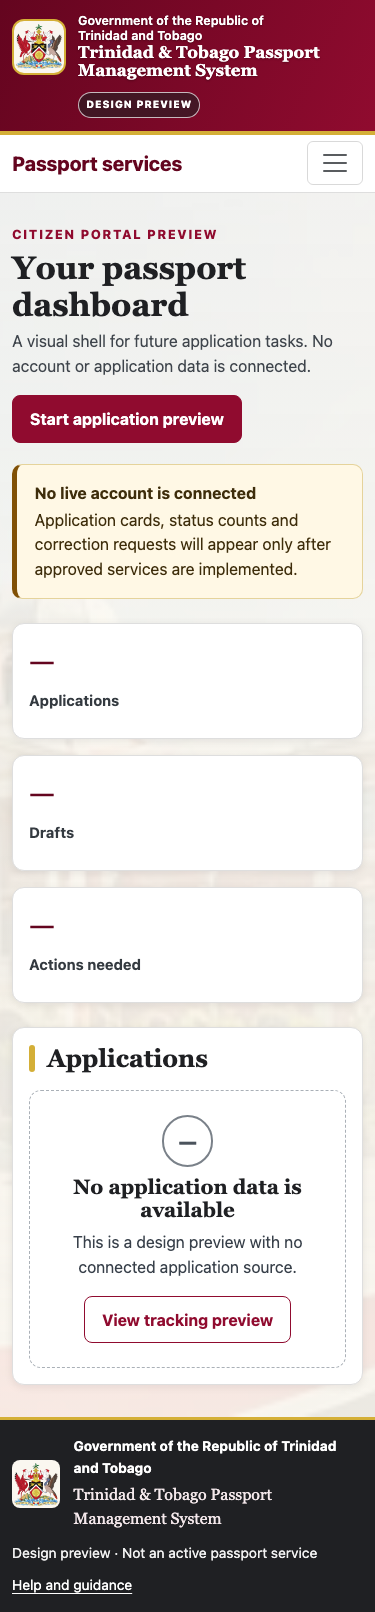 Government of the Republic of
Trinidad and Tobago
Trinidad & Tobago Passport
Management System
DESIGN PREVIEW
Passport services
CITIZEN PORTAL PREVIEW
Your passport
dashboard
A visual shell for future application tasks. No
account or application data is connected.
Start application preview
No live account is connected
Application cards, status counts and
correction requests will appear only after
approved services are implemented.
—
Applications
—
Drafts
—
Actions needed
Applications
–
No application data is
available
This is a design preview with no
connected application source.
View tracking preview
Government of the Republic of Trinidad
and Tobago
Trinidad & Tobago Passport
Management System
Design preview · Not an active passport service
Help and guidance